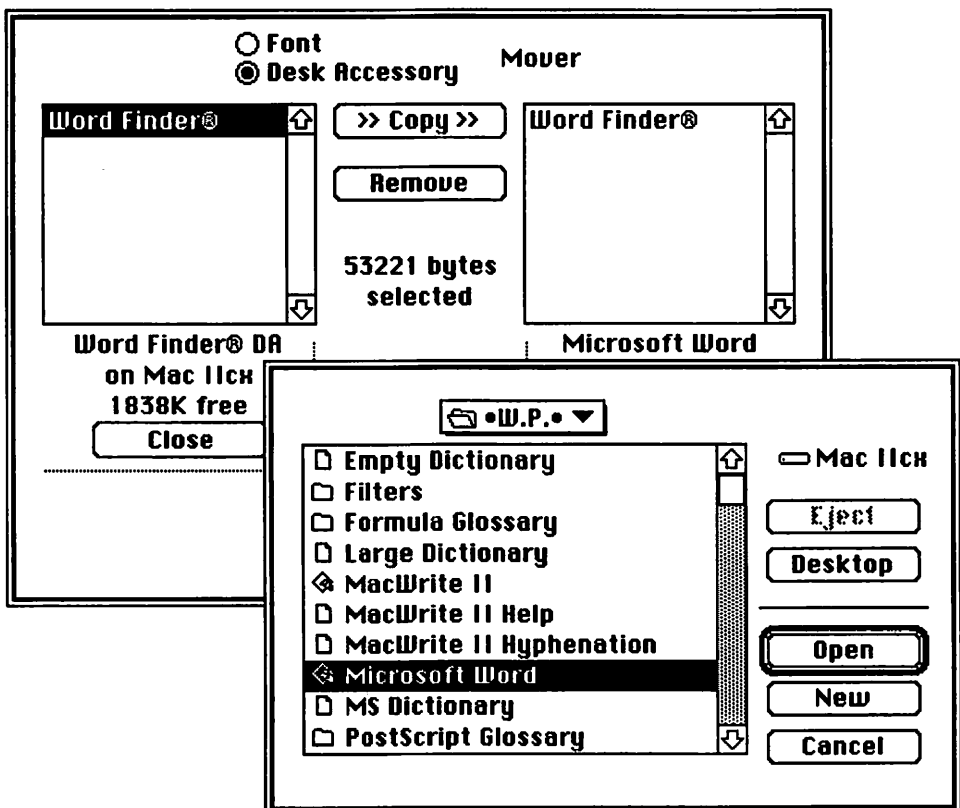 Font
Desk Accessory
Mover
Word Finder®
>> Copy >>
Word Finder®
Remove
53221 bytes
selected
Word Finder® DA
on Mac IIcx
1838K free
Close
Microsoft Word
•W.P.•
Empty Dictionary
Filters
Formula Glossary
Large Dictionary
MacWrite II
MacWrite II Help
MacWrite II Hyphenation
Microsoft Word
MS Dictionary
PostScript Glossary
Mac IIcx
Eject
Desktop
Open
New
Cancel